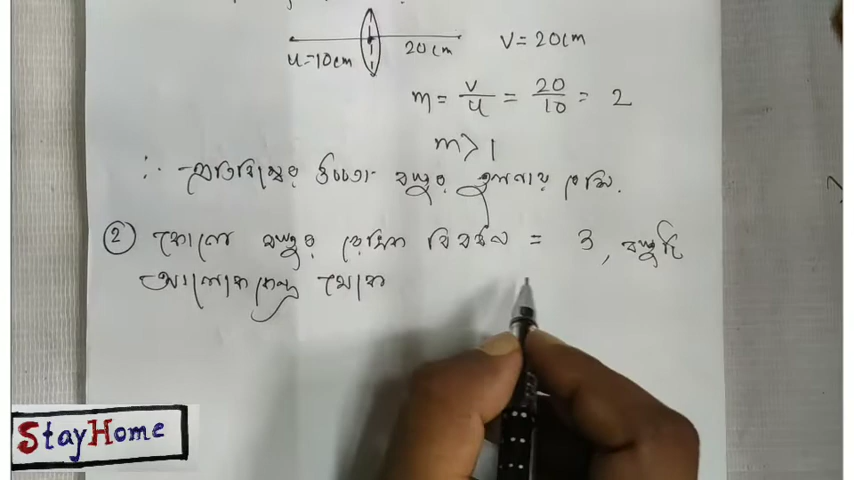 u=10cm 20cm V=20cm
m = V/u = 20/10 = 2
m>1
∴ প্রতিবিম্বের উচ্চতা বস্তুর তুলনায় বেশি.
② কোনো বস্তুর রৈখিক বিবর্ধন = 3, বস্তুটি
আলোককেন্দ্র থেকে
StayHome